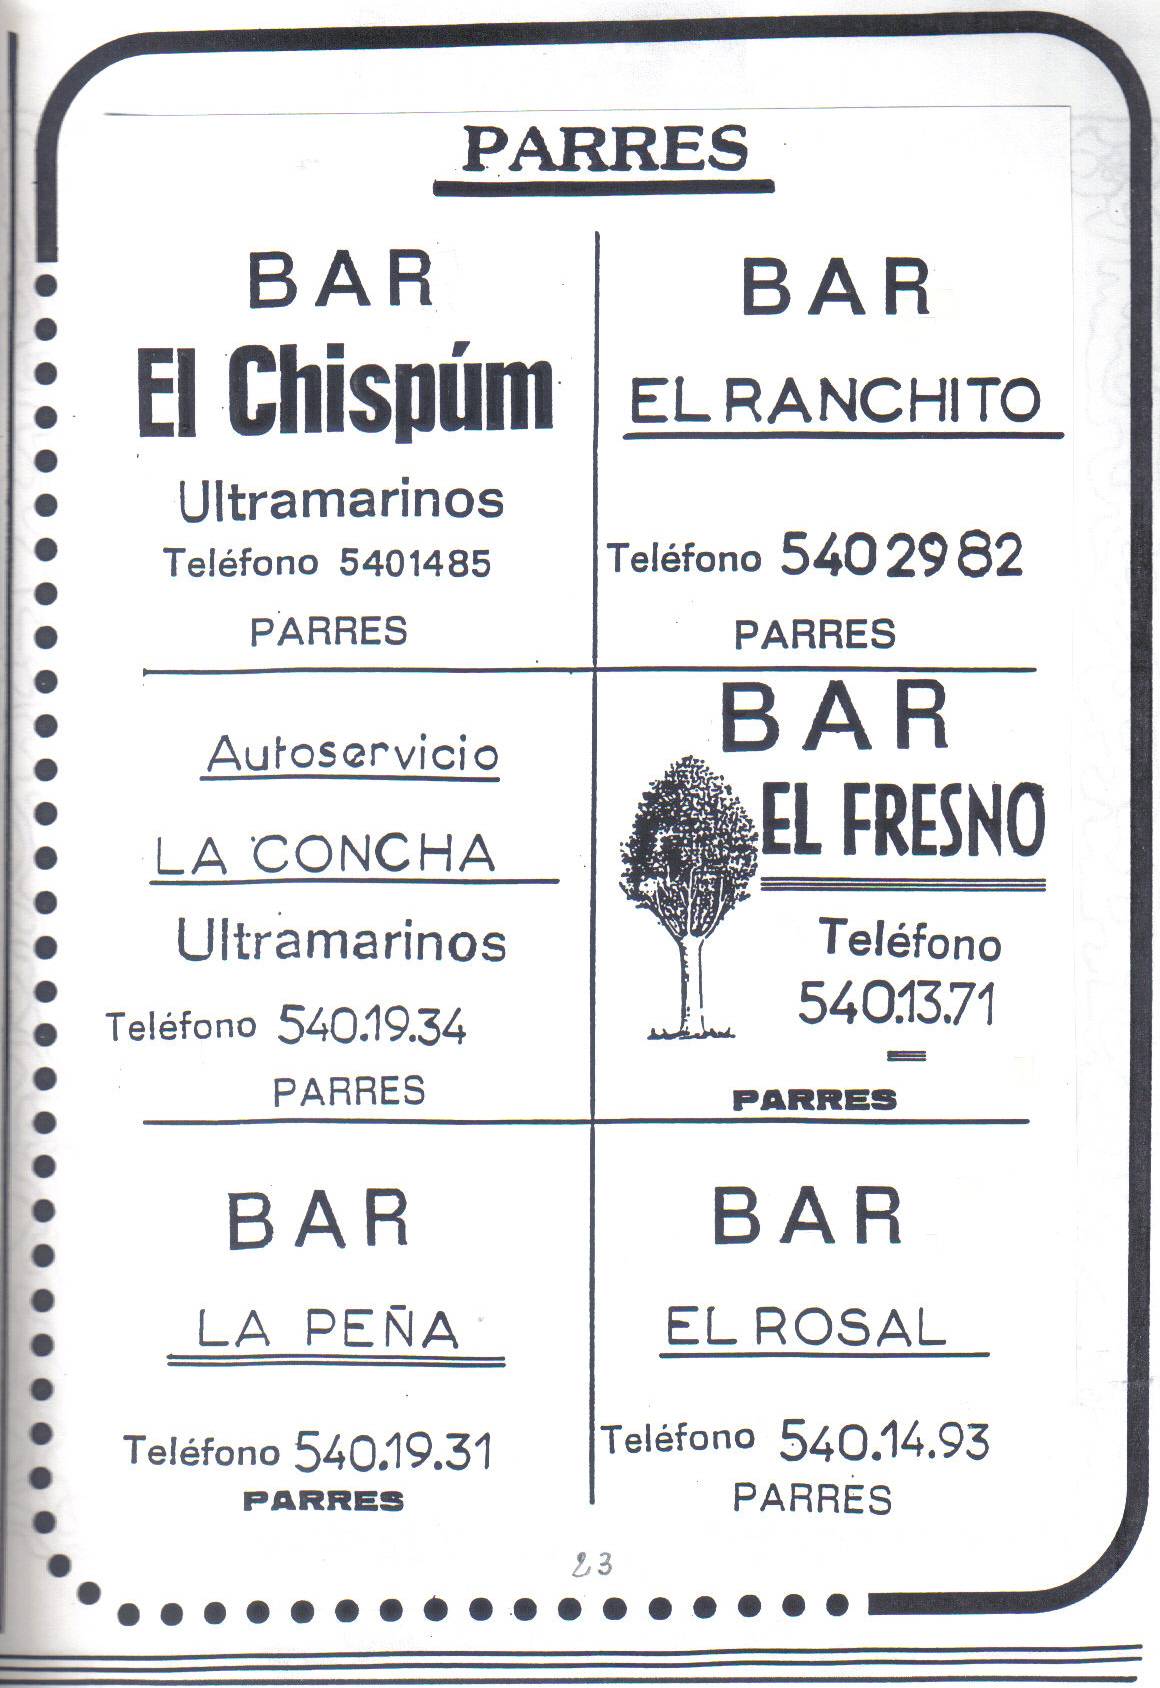 PARRES
BAR
El Chispúm
Ultramarinos
Teléfono 5401485
PARRES
BAR
EL RANCHITO
Teléfono 540 29 82
PARRES
Autoservicio
LA CONCHA
Ultramarinos
Teléfono 540.19.34
PARRES
BAR
EL FRESNO
Teléfono
540.13.71
PARRES
BAR
LA PEÑA
Teléfono 540.19.31
PARRES
BAR
EL ROSAL
Teléfono 540.14.93
PARRES
23